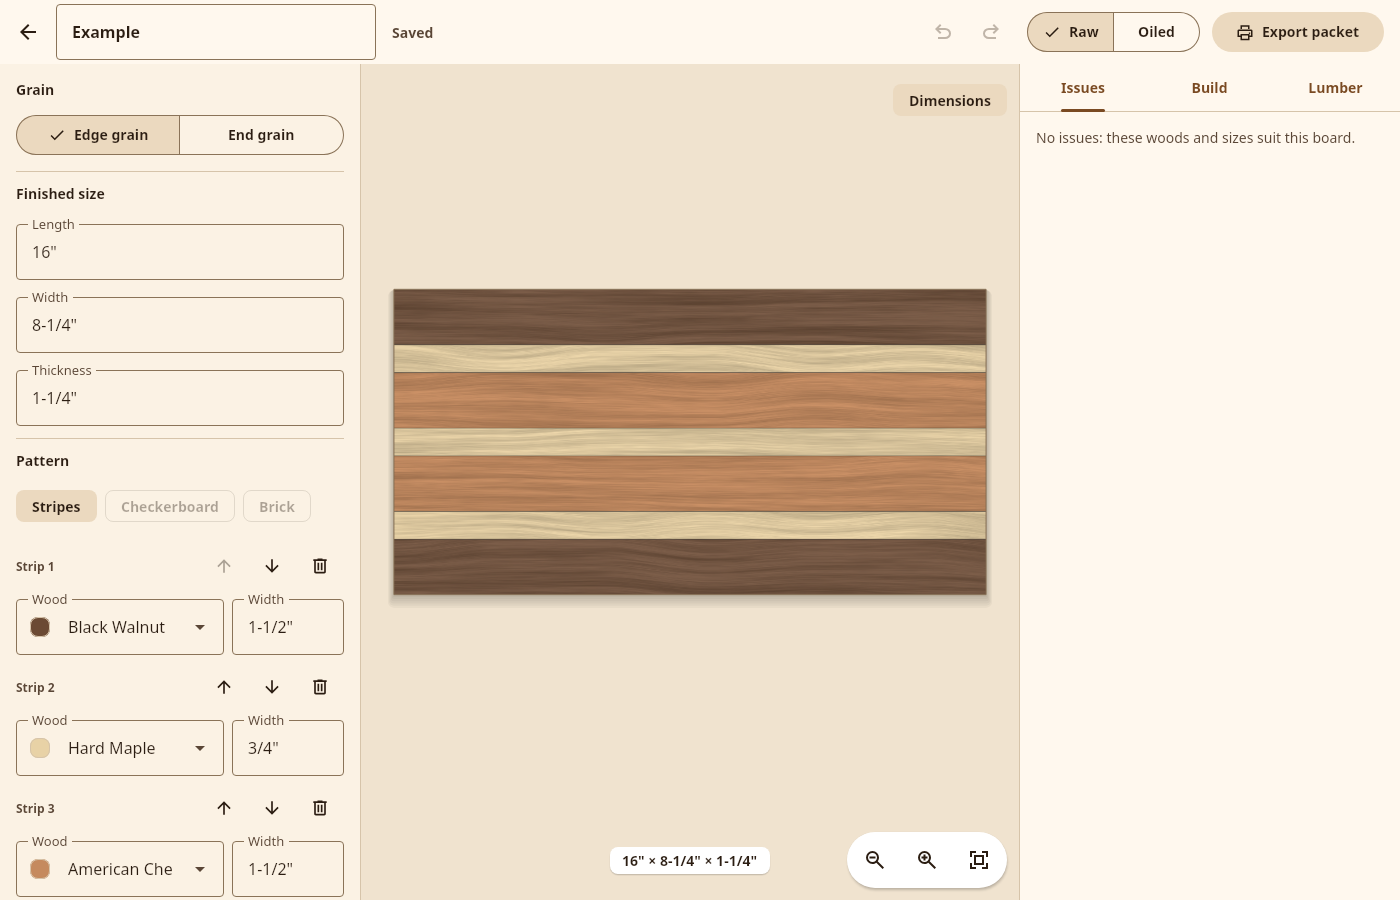 Example
Saved
Raw
Oiled
Export packet
Grain
Edge grain
End grain
Finished size
Length
16"
Width
8-1/4"
Thickness
1-1/4"
Pattern
Stripes
Checkerboard
Brick
Strip 1
Wood
Width
Black Walnut
1-1/2"
Strip 2
Wood
Width
Hard Maple
3/4"
Strip 3
Wood
Width
American Che
1-1/2"
Dimensions
16" × 8-1/4" × 1-1/4"
Issues
Build
Lumber
No issues: these woods and sizes suit this board.